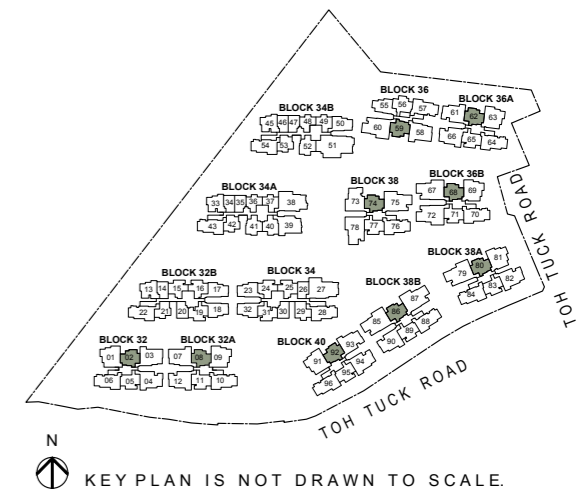 BLOCK 36
BLOCK 36A
55 56 57
61 62 63
60 59 58
66 65 64
BLOCK 34B
45 46 47 48 49 50
54 53 52 51
BLOCK 34A
33 34 35 36 37 38
43 42 41 40 39
BLOCK 38
73 74 75
78 77 76
BLOCK 36B
67 68 69
72 71 70
TOH TUCK ROAD
BLOCK 38A
79 80 81
84 83 82
BLOCK 32B
13 14 15 16 17
22 21 20 19 18
BLOCK 34
23 24 25 26 27
32 31 30 29 28
BLOCK 38B
85 86 87
90 89 88
BLOCK 32
01 02 03
06 05 04
BLOCK 32A
07 08 09
12 11 10
BLOCK 40
91 92 93
96 95 94
TOH TUCK ROAD
N
KEY PLAN IS NOT DRAWN TO SCALE.